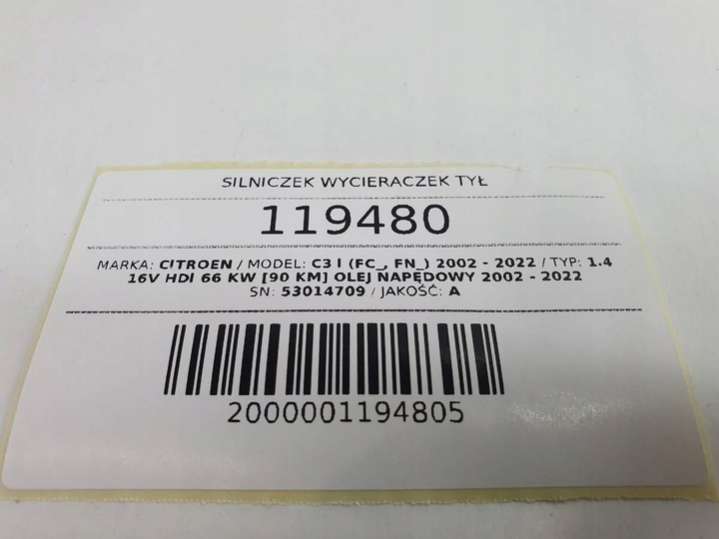 SILNICZEK WYCIERACZEK TYŁ
119480
MARKA: CITROEN / MODEL: C3 I (FC_, FN_) 2002 - 2022 / TYP: 1.4
16V HDI 66 KW [90 KM] OLEJ NAPĘDOWY 2002 - 2022
SN: 53014709 / JAKOŚĆ: A
2000001194805